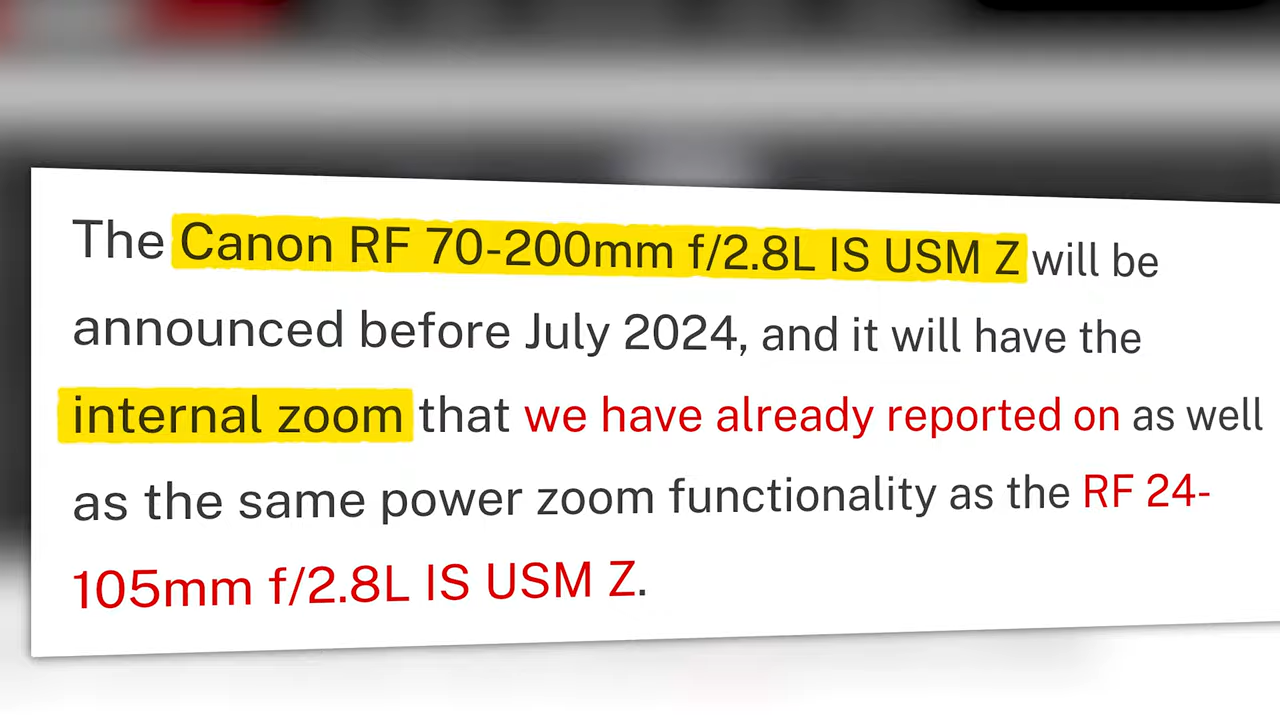 The Canon RF 70-200mm f/2.8L IS USM Z will be
announced before July 2024, and it will have the
internal zoom that we have already reported on as well
as the same power zoom functionality as the RF 24-
105mm f/2.8L IS USM Z.